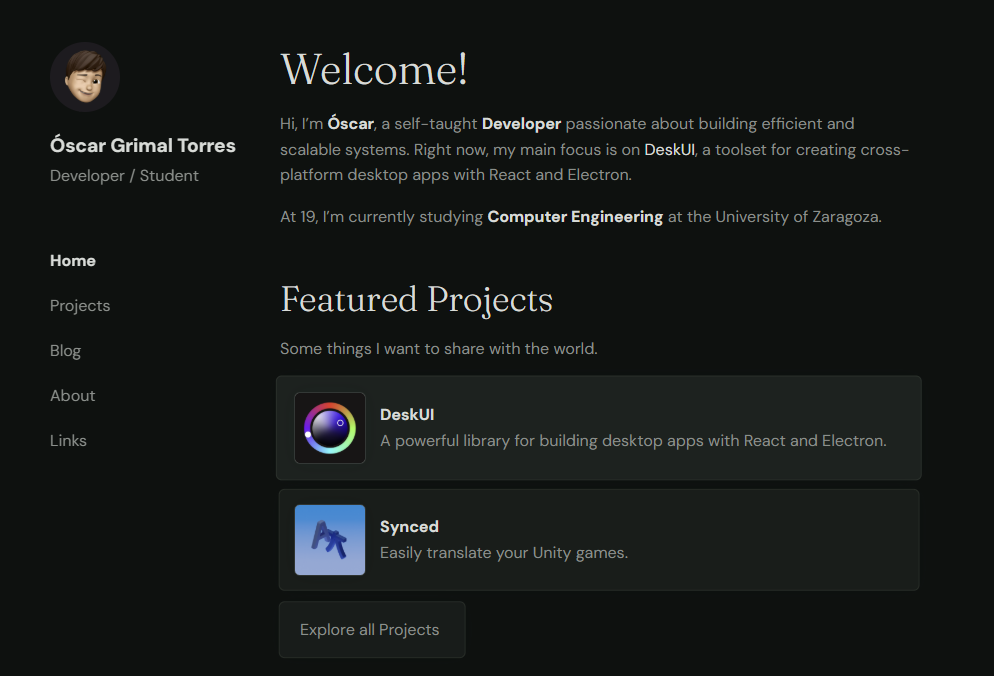 Óscar Grimal Torres
Developer / Student
Home
Projects
Blog
About
Links
Welcome!
Hi, I’m Óscar, a self-taught Developer passionate about building efficient and
scalable systems. Right now, my main focus is on DeskUI, a toolset for creating cross-
platform desktop apps with React and Electron.
At 19, I’m currently studying Computer Engineering at the University of Zaragoza.
Featured Projects
Some things I want to share with the world.
DeskUI
A powerful library for building desktop apps with React and Electron.
Synced
Easily translate your Unity games.
Explore all Projects